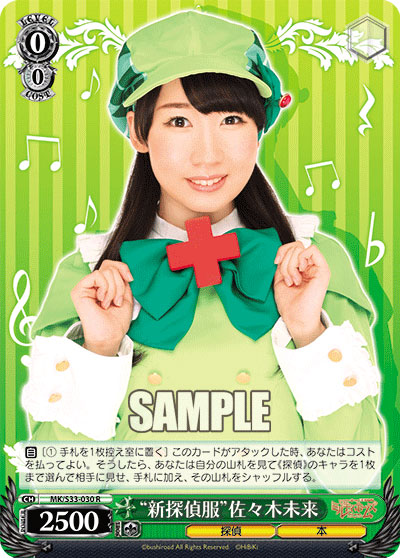 LEVEL
0
0
COST
SAMPLE
自 [① 手札を1枚控え室に置く] このカードがアタックした時、あなたはコスト
を払ってよい。そうしたら、あなたは自分の山札を見て《探偵》のキャラを1枚
まで選んで相手に見せ、手札に加え、その山札をシャッフルする。
CH MK/S33-030 R
2500
“新探偵服”佐々木未来
探偵 本
©bushiroad All Rights Reserved. ©HiBiKi